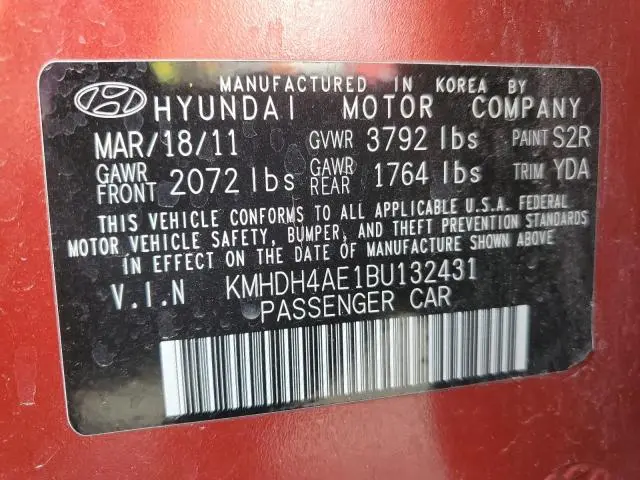 MANUFACTURED IN KOREA BY
HYUNDAI MOTOR COMPANY
MAR/18/11 GVWR 3792 lbs PAINT S2R
GAWR FRONT 2072 lbs GAWR REAR 1764 lbs TRIM YDA
THIS VEHICLE CONFORMS TO ALL APPLICABLE U.S.A. FEDERAL
MOTOR VEHICLE SAFETY, BUMPER, AND THEFT PREVENTION STANDARDS
IN EFFECT ON THE DATE OF MANUFACTURE SHOWN ABOVE.
V.I.N KMHDH4AE1BU132431
PASSENGER CAR